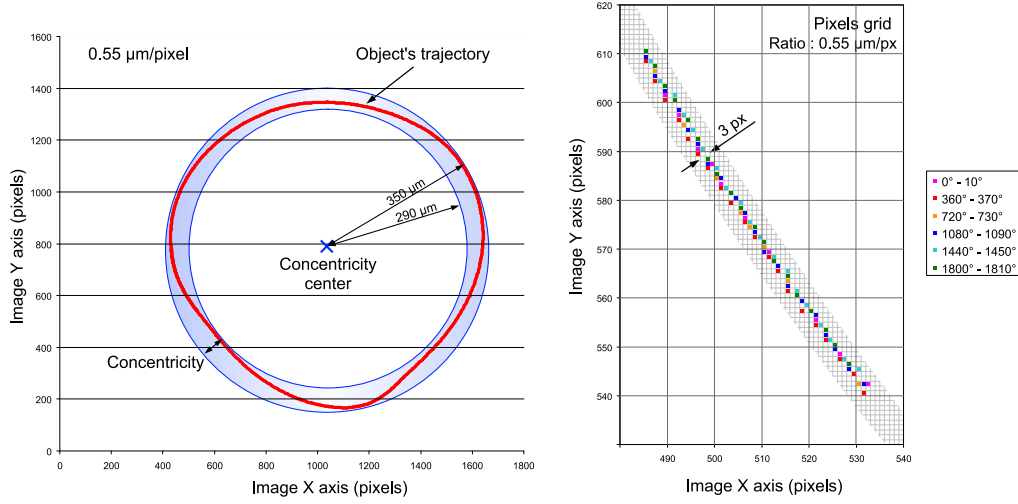 0.55 µm/pixel
Object's trajectory
350 µm
290 µm
Concentricity
center
Concentricity
Image Y axis (pixels)
1600
1400
1200
1000
800
600
400
200
0
0 200 400 600 800 1000 1200 1400 1600 1800
Image X axis (pixels)
Pixels grid
Ratio : 0.55 µm/px
3 px
Image Y axis (pixels)
620
610
600
590
580
570
560
550
540
490 500 510 520 530 540
Image X axis (pixels)
0° - 10°
360° - 370°
720° - 730°
1080° - 1090°
1440° - 1450°
1800° - 1810°